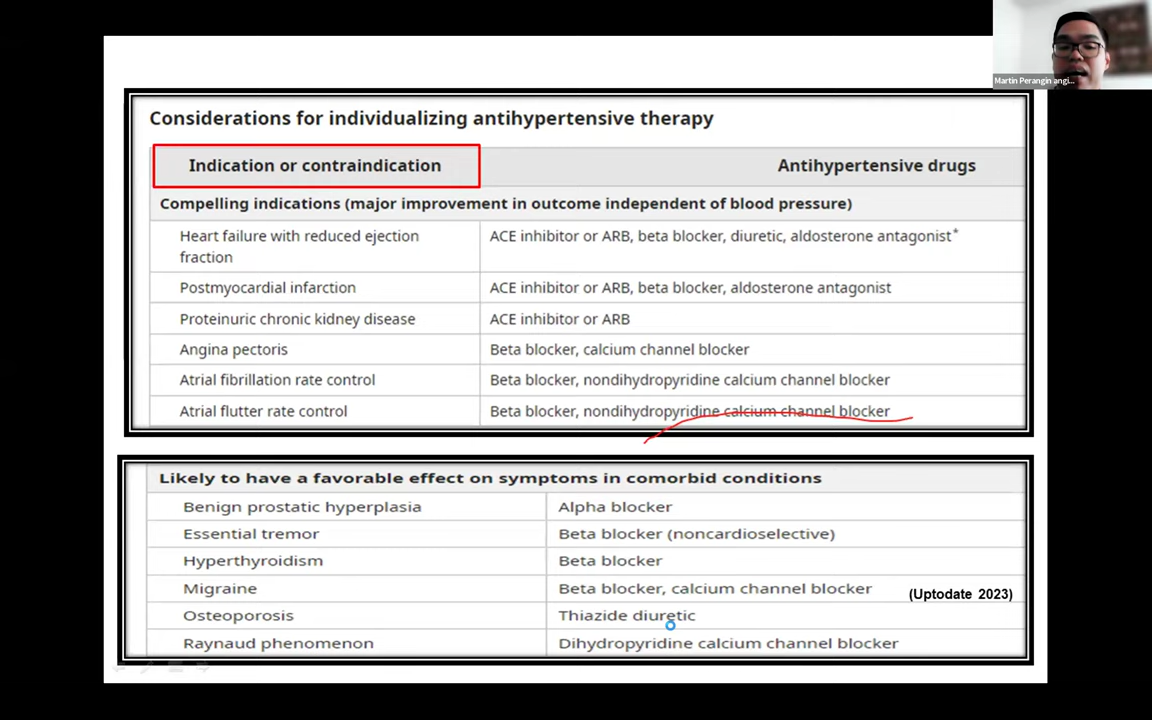 Martin Perangin angi...
Considerations for individualizing antihypertensive therapy
Indication or contraindication
Antihypertensive drugs
Compelling indications (major improvement in outcome independent of blood pressure)
Heart failure with reduced ejection
fraction
ACE inhibitor or ARB, beta blocker, diuretic, aldosterone antagonist*
Postmyocardial infarction
ACE inhibitor or ARB, beta blocker, aldosterone antagonist
Proteinuric chronic kidney disease
ACE inhibitor or ARB
Angina pectoris
Beta blocker, calcium channel blocker
Atrial fibrillation rate control
Beta blocker, nondihydropyridine calcium channel blocker
Atrial flutter rate control
Beta blocker, nondihydropyridine calcium channel blocker
Likely to have a favorable effect on symptoms in comorbid conditions
Benign prostatic hyperplasia
Alpha blocker
Essential tremor
Beta blocker (noncardioselective)
Hyperthyroidism
Beta blocker
Migraine
Beta blocker, calcium channel blocker
(Uptodate 2023)
Osteoporosis
Thiazide diuretic
Raynaud phenomenon
Dihydropyridine calcium channel blocker